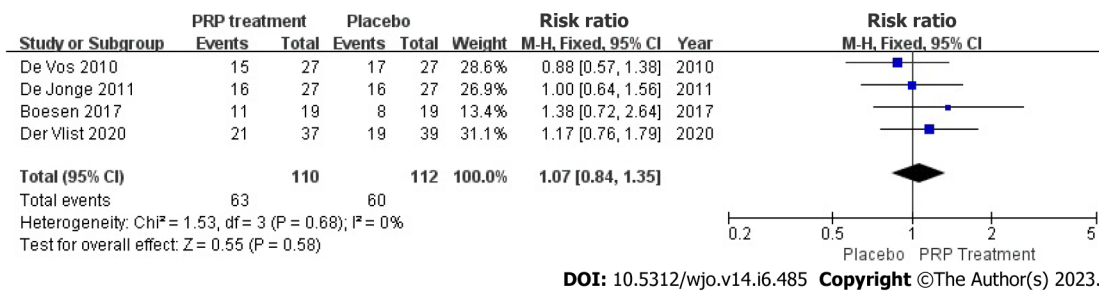 PRP treatment Placebo Risk ratio Risk ratio
Study or Subgroup Events Total Events Total Weight M-H, Fixed, 95% CI Year M-H, Fixed, 95% CI
De Vos 2010 15 27 17 27 28.6% 0.88 [0.57, 1.38] 2010
De Jonge 2011 16 27 16 27 26.9% 1.00 [0.64, 1.56] 2011
Boesen 2017 11 19 8 19 13.4% 1.38 [0.72, 2.64] 2017
Der Vlist 2020 21 37 19 39 31.1% 1.17 [0.76, 1.79] 2020
Total (95% CI) 110 112 100.0% 1.07 [0.84, 1.35]
Total events 63 60
Heterogeneity: Chi² = 1.53, df = 3 (P = 0.68); I² = 0%
Test for overall effect: Z = 0.55 (P = 0.58)
0.2 0.5 1 2 5
Placebo PRP Treatment
DOI: 10.5312/wjo.v14.i6.485 Copyright ©The Author(s) 2023.